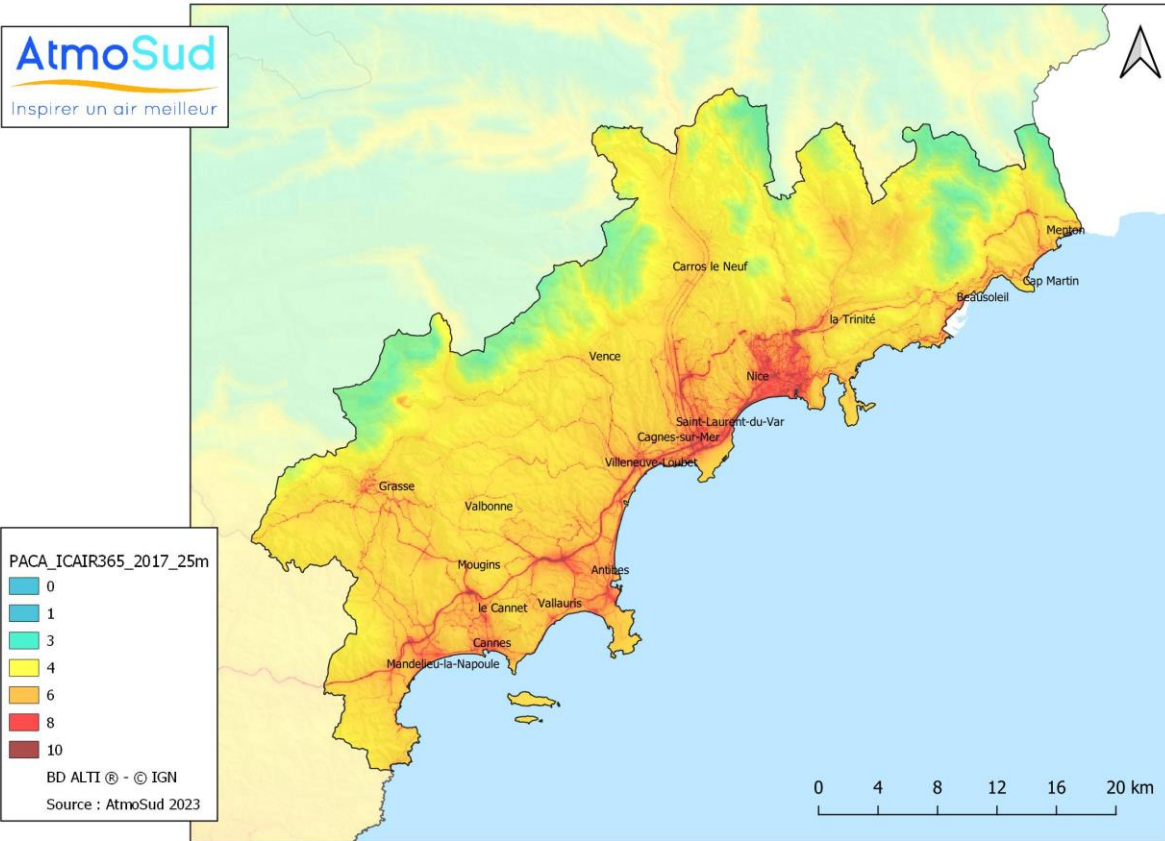 AtmoSud
Inspirer un air meilleur
Menton
Carros le Neuf
Cap Martin
Beausoleil
la Trinité
Vence
Nice
Saint-Laurent-du-Var
Cagnes-sur-Mer
Villeneuve-Loubet
Grasse
Valbonne
Mougins
Antibes
le Cannet
Vallauris
Cannes
Mandelieu-la-Napoule
PACA_ICAIR365_2017_25m
0
1
3
4
6
8
10
BD ALTI ® - © IGN
Source : AtmoSud 2023
0 4 8 12 16 20 km